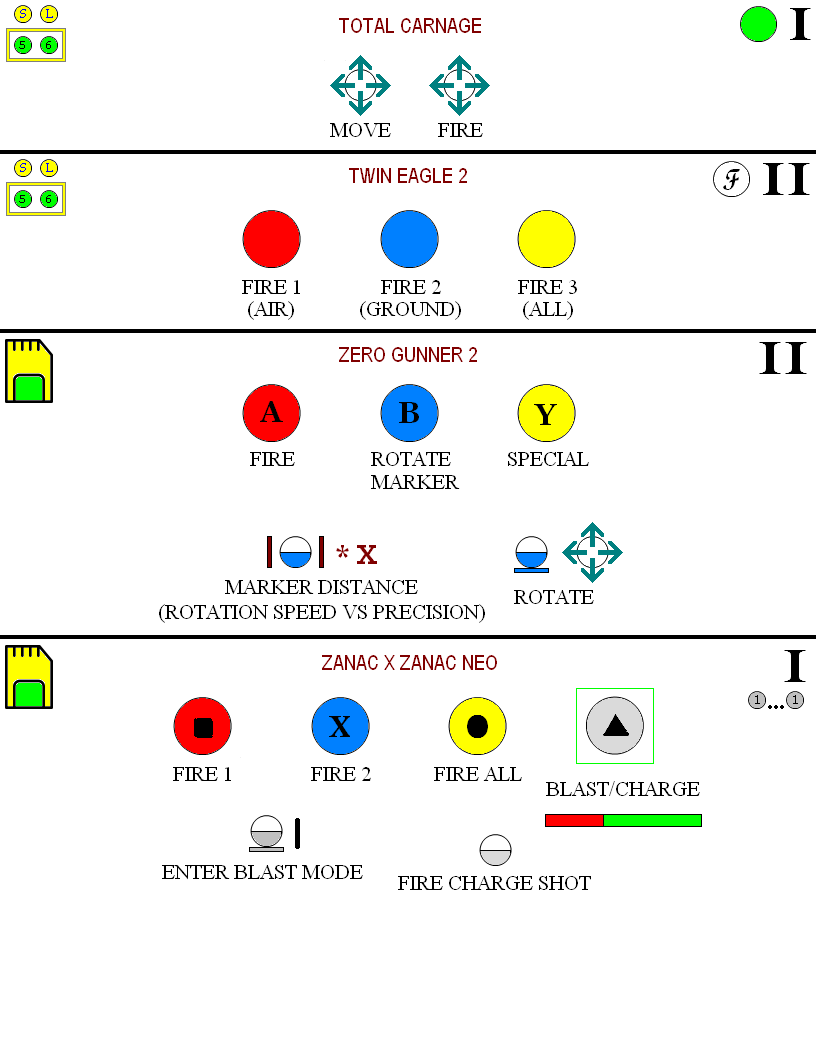 S L
5 6
TOTAL CARNAGE
I
MOVE FIRE
S L
5 6
TWIN EAGLE 2
ℱ II
FIRE 1 FIRE 2 FIRE 3
(AIR) (GROUND) (ALL)
ZERO GUNNER 2
II
A B Y
FIRE ROTATE SPECIAL
MARKER
* X
MARKER DISTANCE
(ROTATION SPEED VS PRECISION)
ROTATE
ZANAC X ZANAC NEO
I
1...1
X
FIRE 1 FIRE 2 FIRE ALL
BLAST/CHARGE
ENTER BLAST MODE
FIRE CHARGE SHOT